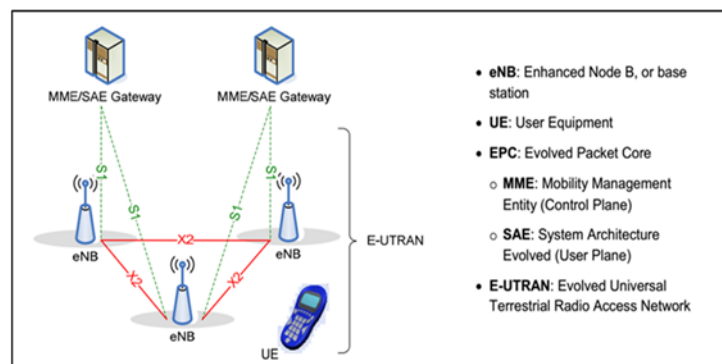 MME/SAE Gateway
MME/SAE Gateway
S1
S1
S1
S1
X2
eNB
eNB
X2
X2
eNB
UE
E-UTRAN
• eNB: Enhanced Node B, or base
station
• UE: User Equipment
• EPC: Evolved Packet Core
o MME: Mobility Management
Entity (Control Plane)
o SAE: System Architecture
Evolved (User Plane)
• E-UTRAN: Evolved Universal
Terrestrial Radio Access Network